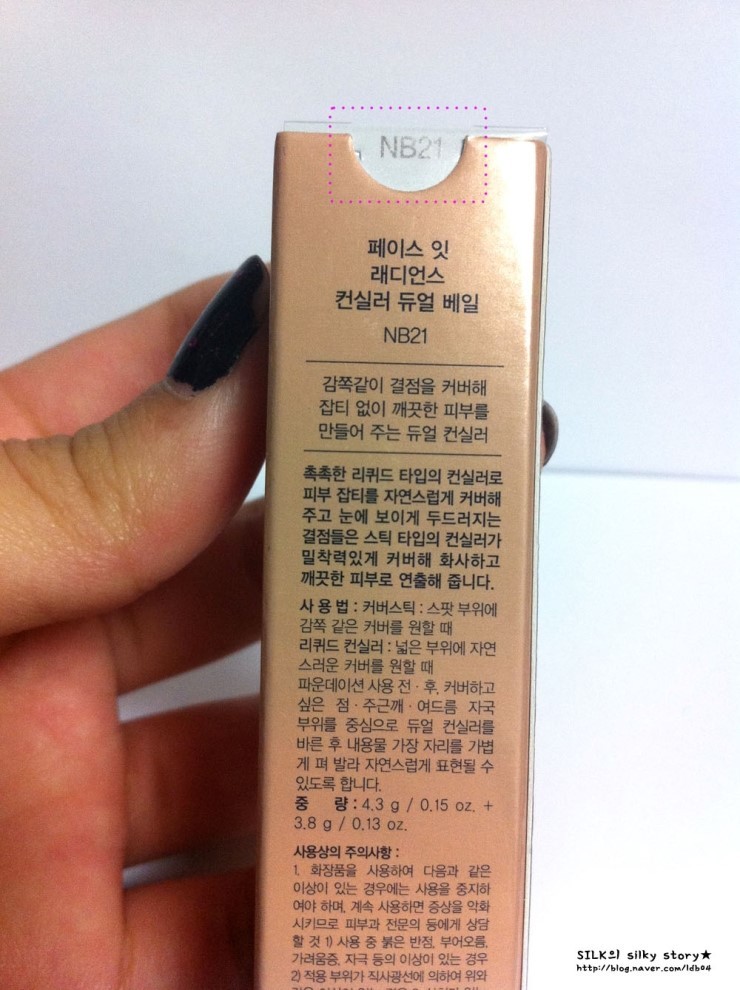 NB21
페이스 잇
래디언스
컨실러 듀얼 베일
NB21
감쪽같이 결점을 커버해
잡티 없이 깨끗한 피부를
만들어 주는 듀얼 컨실러
촉촉한 리퀴드 타입의 컨실러로
피부 잡티를 자연스럽게 커버해
주고 눈에 보이게 두드러지는
결점들은 스틱 타입의 컨실러가
밀착력있게 커버해 화사하고
깨끗한 피부로 연출해 줍니다.
사 용 법 : 커버스틱 : 스팟 부위에
감쪽 같은 커버를 원할 때
리퀴드 컨실러 : 넓은 부위에 자연
스러운 커버를 원할 때
파운데이션 사용 전 · 후, 커버하고
싶은 점 · 주근깨 · 여드름 자국
부위를 중심으로 듀얼 컨실러를
바른 후 내용물 가장 자리를 가볍
게 펴 발라 자연스럽게 표현될 수
있도록 합니다.
중 량 : 4.3 g / 0.15 oz. +
3.8 g / 0.13 oz.
사용상의 주의사항 :
1. 화장품을 사용하여 다음과 같은
이상이 있는 경우에는 사용을 중지하
여야 하며, 계속 사용하면 증상을 악화
시키므로 피부과 전문의 등에게 상담
할 것 1) 사용 중 붉은 반점, 부어오름,
가려움증, 자극 등의 이상이 있는 경우
2) 적용 부위가 직사광선에 의하여 위와
SILK의 silky story★
http://blog.naver.com/ldb04